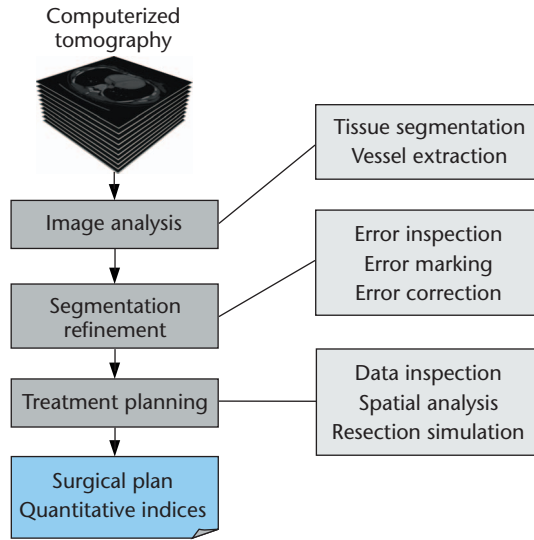 Computerized
tomography
Tissue segmentation
Vessel extraction
Image analysis
Error inspection
Error marking
Error correction
Segmentation
refinement
Data inspection
Spatial analysis
Resection simulation
Treatment planning
Surgical plan
Quantitative indices